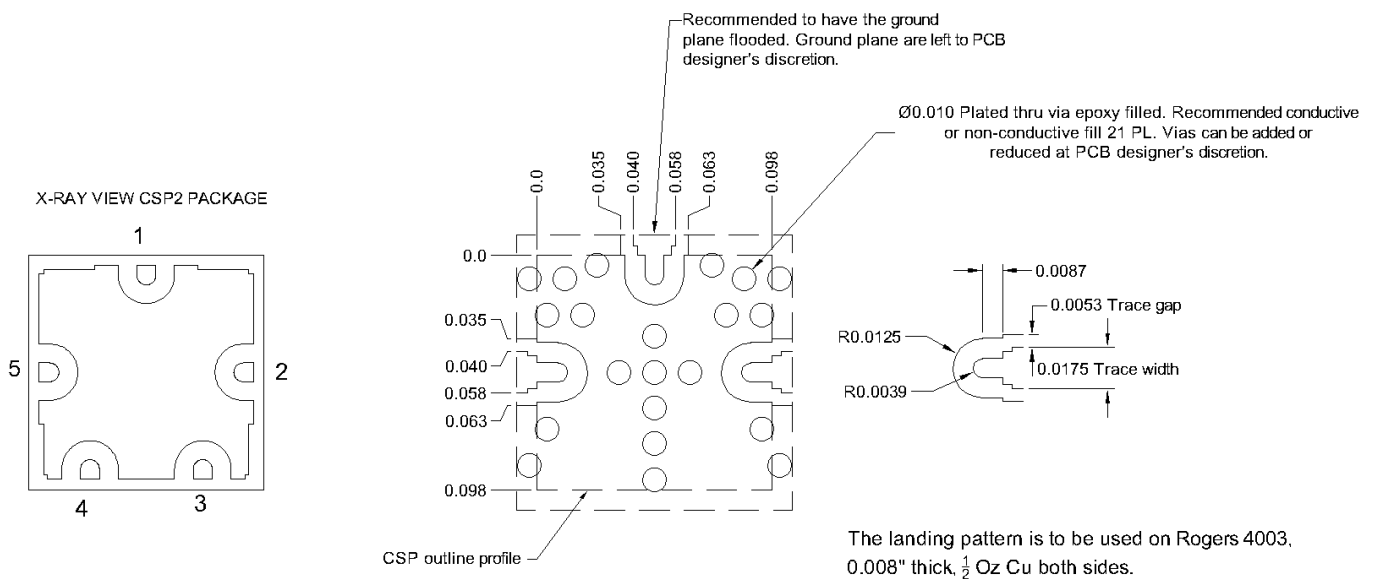 Recommended to have the ground
plane flooded. Ground plane are left to PCB
designer's discretion.
Ø0.010 Plated thru via epoxy filled. Recommended conductive
or non-conductive fill 21 PL. Vias can be added or
reduced at PCB designer's discretion.
X-RAY VIEW CSP2 PACKAGE
1
2
3
4
5
0.0
0.035
0.040
0.058
0.063
0.098
0.0
0.035
0.040
0.058
0.063
0.098
CSP outline profile
0.0087
0.0053 Trace gap
R0.0125
0.0175 Trace width
R0.0039
The landing pattern is to be used on Rogers 4003,
0.008" thick, ½ Oz Cu both sides.